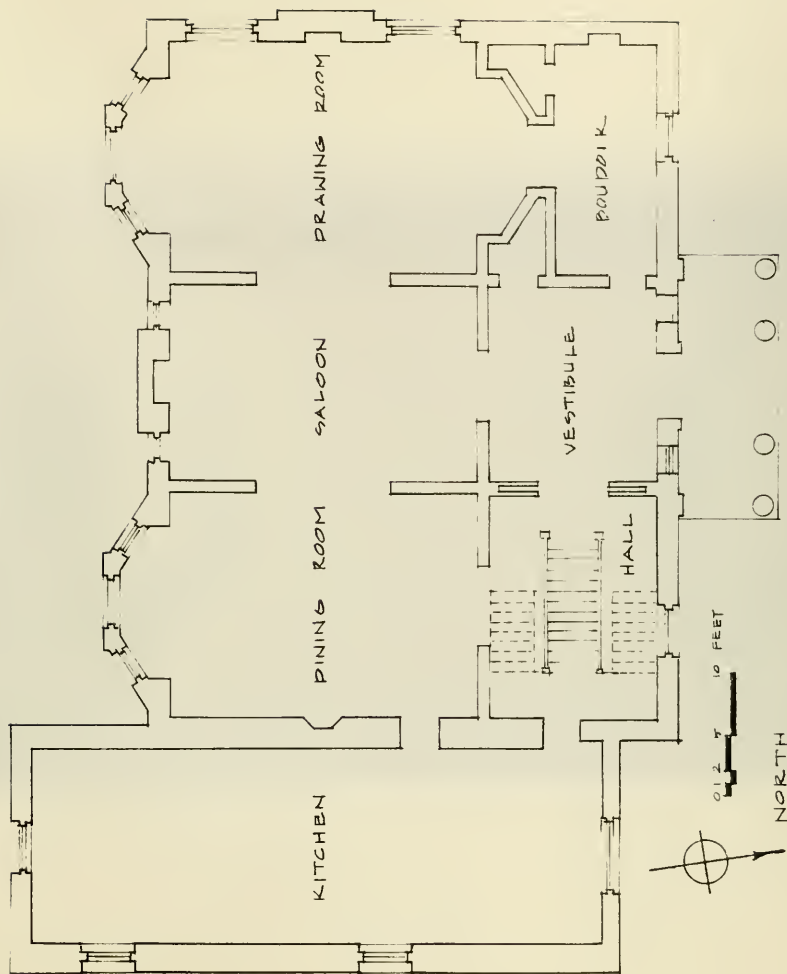 KITCHEN
DINING ROOM
SALOON
DRAWING ROOM
HALL
VESTIBULE
BOUDOIR
0 1 2 5 10 FEET
NORTH